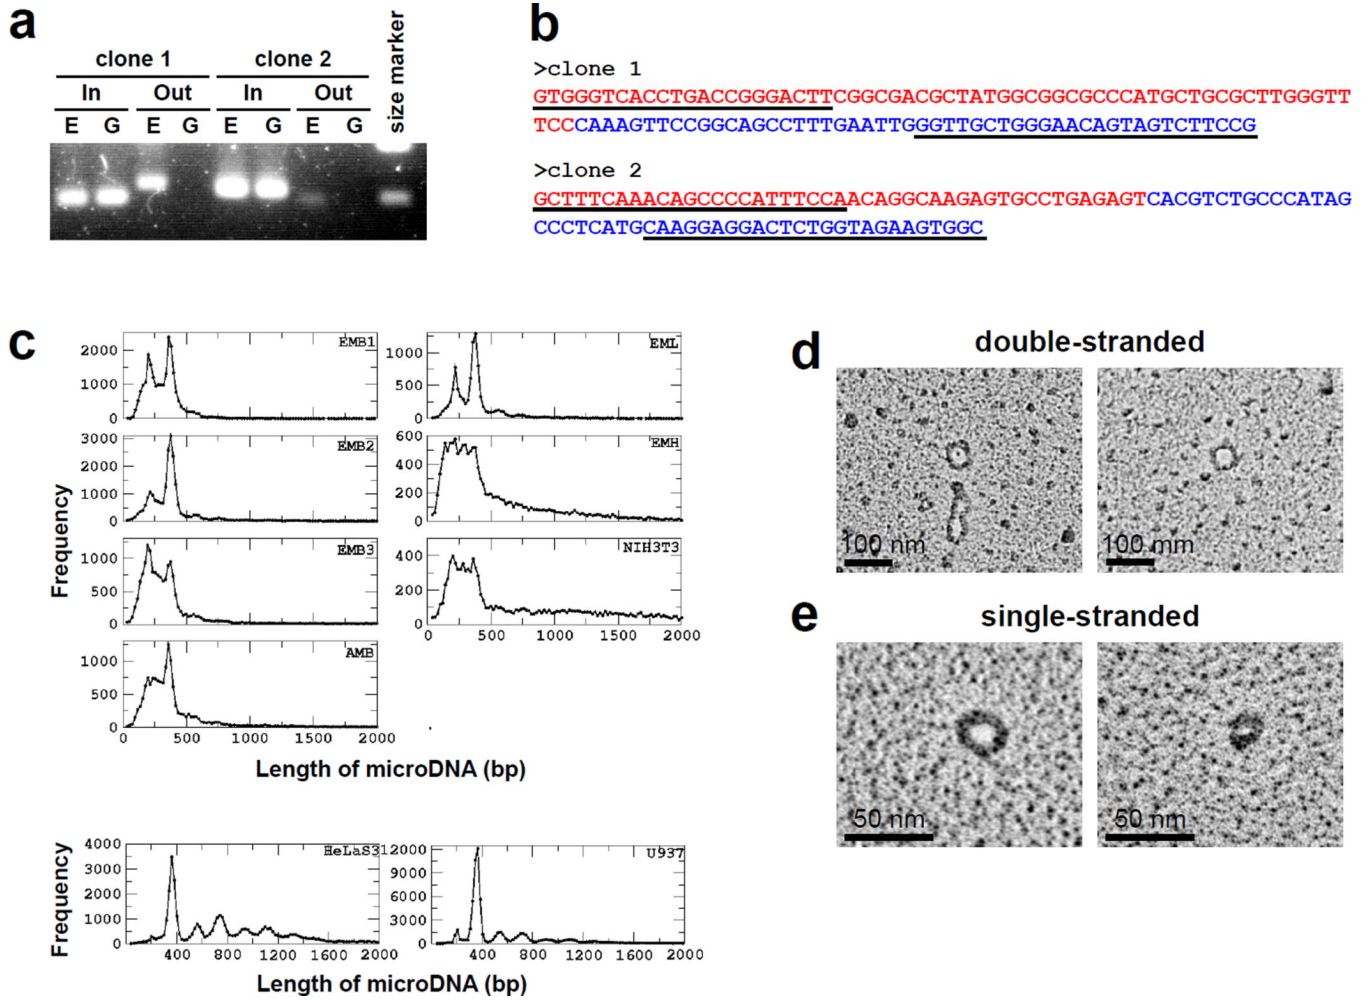 a
clone 1 clone 2 size marker
In Out In Out
E G E G E G E G
b
>clone 1
GTGGGTCACCTGACCGGGACTTCGGCGACGCTATGGCGGCGCCCATGCTGCGCTTGGGTT
TCCCAAAGTTCCGGCAGCCTTTGAATTGGGTTGCTGGGAACAGTAGTCTTCCG
>clone 2
GCTTTCAAACAGCCCCATTTCCAACAGGCAAGAGTGCCTGAGAGTCACGTCTGCCCATAG
CCCTCATGCAAGGAGGACTCTGGTAGAAGTGGC
c
Frequency
EMB1
2000
1000
0
EML
1000
500
0
EMB2
3000
2000
1000
0
EMH
600
400
200
0
EMB3
1000
500
0
NIH3T3
400
200
0
0 500 1000 1500 2000
AMB
1000
500
0
0 500 1000 1500 2000
Length of microDNA (bp)
Frequency
HeLaS3
4000
3000
2000
1000
0
400 800 1200 1600 2000
U937
12000
9000
6000
3000
0
400 800 1200 1600 2000
Length of microDNA (bp)
d
double-stranded
100 nm
100 mm
e
single-stranded
50 nm
50 nm